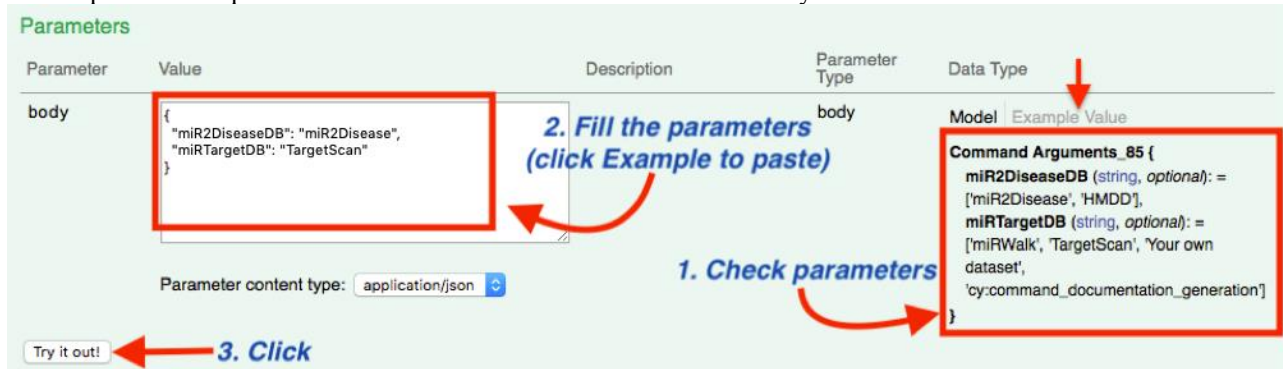 Parameters
Parameter Value Description Parameter Type Data Type
body
{
"miR2DiseaseDB": "miR2Disease",
"miRTargetDB": "TargetScan"
}
2. Fill the parameters
(click Example to paste)
body
Model Example Value
Command Arguments_85 {
miR2DiseaseDB (string, optional): =
['miR2Disease', 'HMDD'],
miRTargetDB (string, optional): =
['miRWalk', 'TargetScan', 'Your own
dataset',
'cy:command_documentation_generation']
}
1. Check parameters
Parameter content type: application/json
Try it out!
3. Click